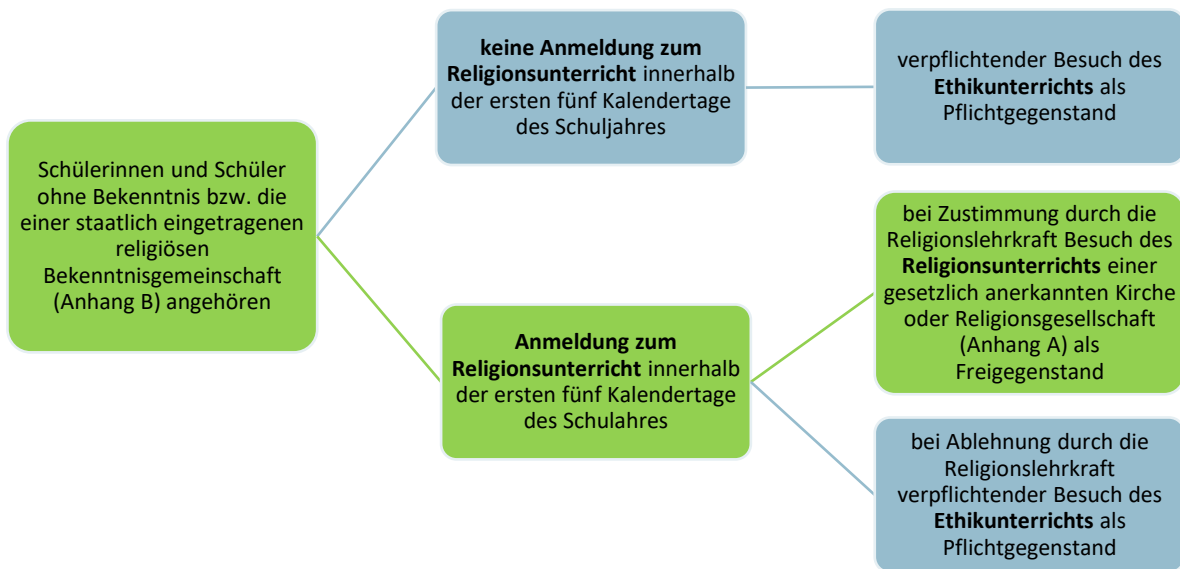 Schülerinnen und Schüler
ohne Bekenntnis bzw. die
einer staatlich eingetragenen
religiösen
Bekenntnisgemeinschaft
(Anhang B) angehören
keine Anmeldung zum
Religionsunterricht innerhalb
der ersten fünf Kalendertage
des Schuljahres
verpflichtender Besuch des
Ethikunterrichts als
Pflichtgegenstand
Anmeldung zum
Religionsunterricht innerhalb
der ersten fünf Kalendertage
des Schulahres
bei Zustimmung durch die
Religionslehrkraft Besuch des
Religionsunterrichts einer
gesetzlich anerkannten Kirche
oder Religionsgesellschaft
(Anhang A) als
Freigegenstand
bei Ablehnung durch die
Religionslehrkraft
verpflichtender Besuch des
Ethikunterrichts als
Pflichtgegenstand